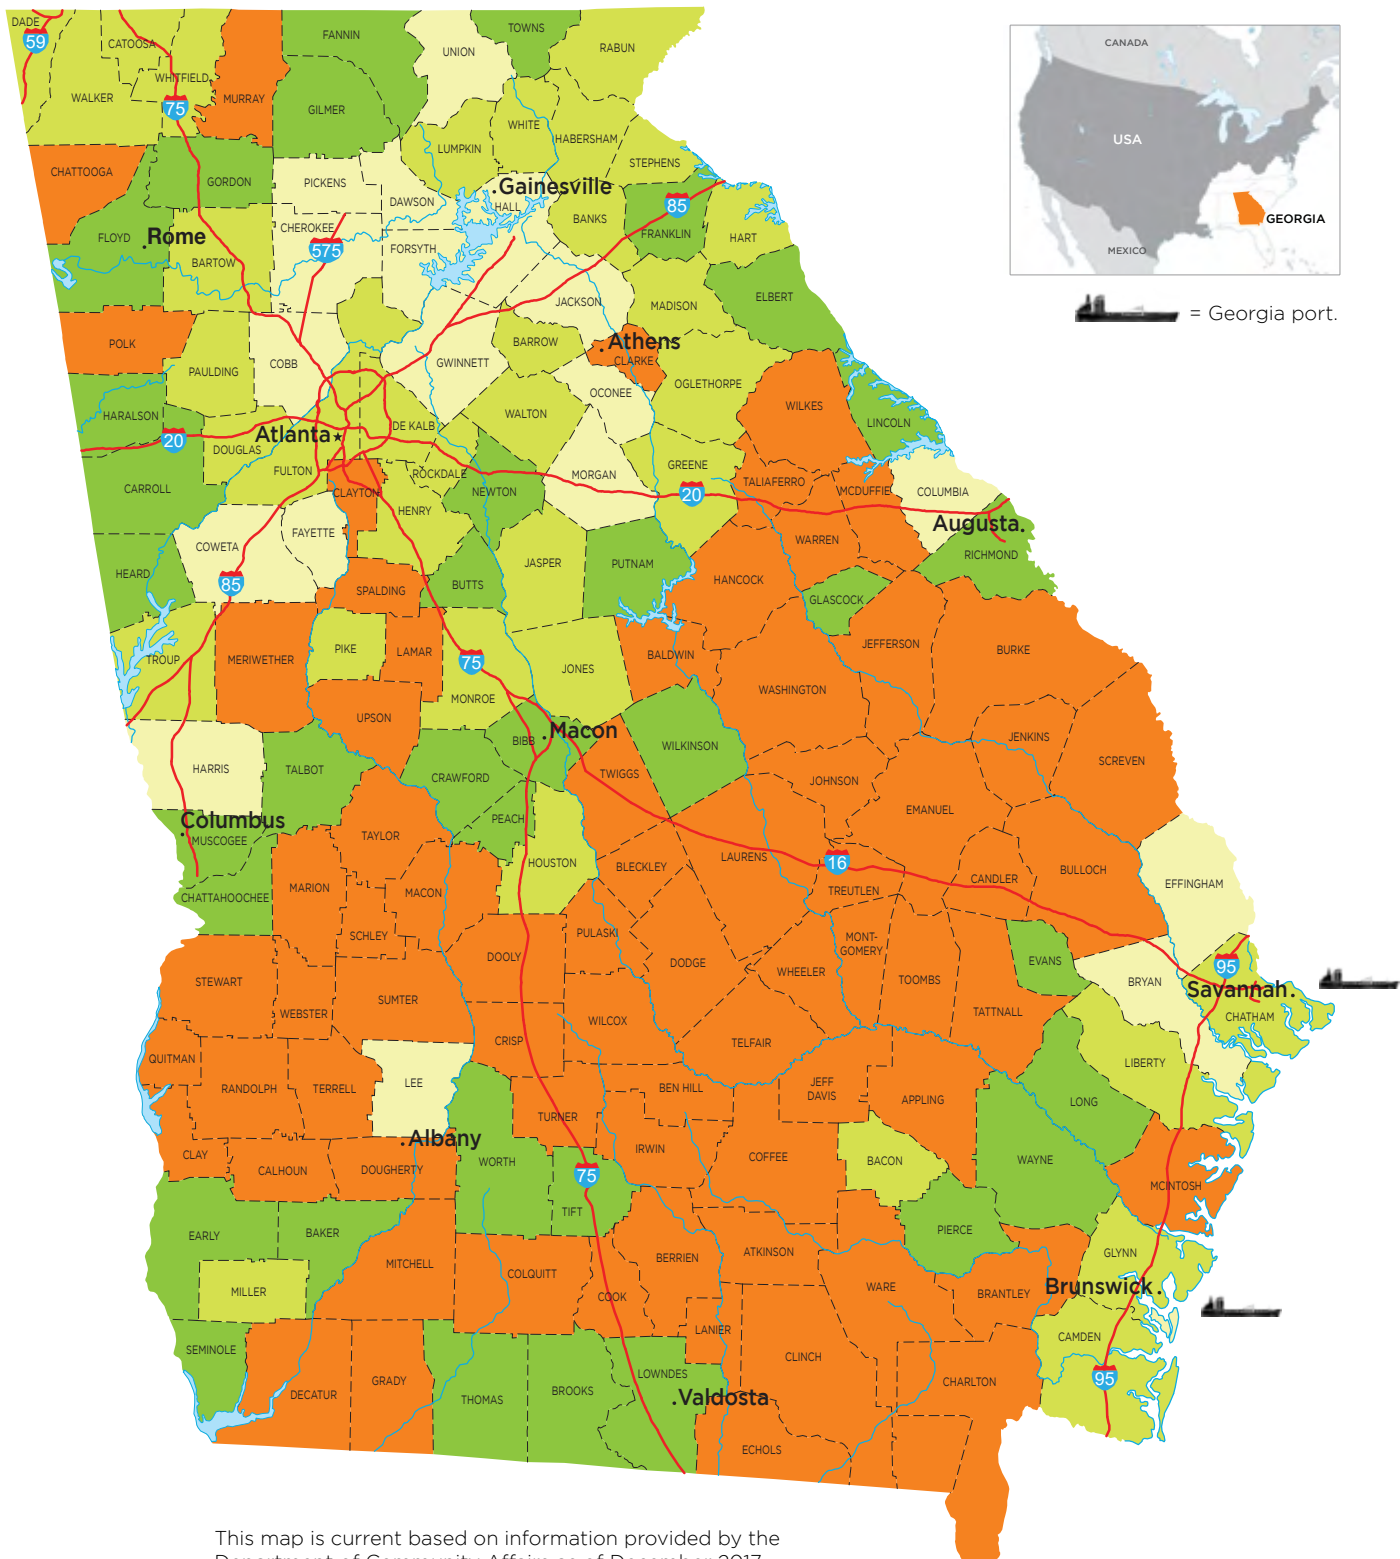 DADE
59
CATOOSA
WHITFIELD
WALKER
75
MURRAY
FANNIN
GILMER
UNION
TOWNS
RABUN
WHITE
HABERSHAM
LUMPKIN
STEPHENS
CHATTOOGA
GORDON
PICKENS
DAWSON
Gainesville
HALL
BANKS
85
FRANKLIN
HART
FLOYD
Rome
BARTOW
CHEROKEE
575
FORSYTH
JACKSON
MADISON
ELBERT
POLK
PAULDING
COBB
GWINNETT
BARROW
Athens
CLARKE
OCONEE
OGLETHORPE
WILKES
LINCOLN
HARALSON
20
DOUGLAS
Atlanta
DE KALB
WALTON
FULTON
ROCKDALE
CARROLL
CLAYTON
HENRY
NEWTON
MORGAN
GREENE
20
TALIAFERRO
MCDUFFIE
COLUMBIA
Augusta
RICHMOND
WARREN
COWETA
FAYETTE
HEARD
85
SPALDING
BUTTS
JASPER
PUTNAM
HANCOCK
GLASCOCK
JEFFERSON
BURKE
TROUP
MERIWETHER
PIKE
LAMAR
75
MONROE
JONES
BALDWIN
WASHINGTON
UPSON
BIBB
Macon
WILKINSON
JENKINS
SCREVEN
HARRIS
TALBOT
CRAWFORD
TWIGGS
JOHNSON
EMANUEL
Columbus
MUSCOGEE
TAYLOR
PEACH
HOUSTON
BLECKLEY
LAURENS
16
TREUTLEN
CANDLER
BULLOCH
EFFINGHAM
CHATTAHOOCHEE
MARION
MACON
SCHLEY
DOOLY
PULASKI
DODGE
WHEELER
MONT-
GOMERY
TOOMBS
EVANS
BRYAN
95
Savannah
CHATHAM
TATTNALL
STEWART
WEBSTER
SUMTER
CRISP
WILCOX
TELFAIR
LIBERTY
QUITMAN
RANDOLPH
TERRELL
LEE
TURNER
BEN HILL
JEFF
DAVIS
APPLING
LONG
CLAY
CALHOUN
DOUGHERTY
Albany
WORTH
75
TIFT
IRWIN
COFFEE
BACON
WAYNE
MCINTOSH
EARLY
BAKER
MITCHELL
COLQUITT
BERRIEN
ATKINSON
PIERCE
GLYNN
Brunswick
MILLER
COOK
WARE
BRANTLEY
SEMINOLE
LANIER
CAMDEN
95
DECATUR
GRADY
THOMAS
BROOKS
LOWNDES
Valdosta
CLINCH
CHARLTON
ECHOLS
CANADA
USA
MEXICO
GEORGIA
= Georgia port.
This map is current based on information provided by the
Department of Community Affairs as of December 2017